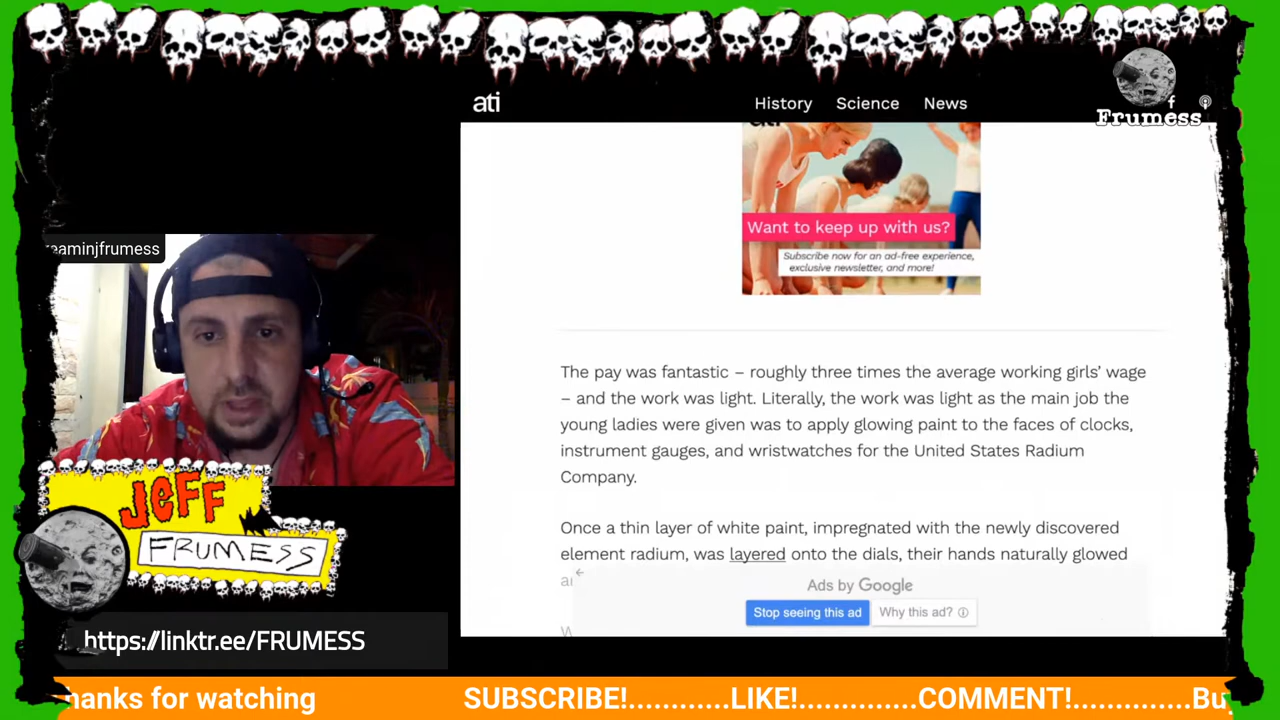 ati
History Science News
Frumess
Want to keep up with us?
Subscribe now for an ad-free experience,
exclusive newsletter, and more!
eaminjfrumess
The pay was fantastic – roughly three times the average working girls' wage
– and the work was light. Literally, the work was light as the main job the
young ladies were given was to apply glowing paint to the faces of clocks,
instrument gauges, and wristwatches for the United States Radium
Company.
Once a thin layer of white paint, impregnated with the newly discovered
element radium, was layered onto the dials, their hands naturally glowed
Ads by Google
Stop seeing this ad Why this ad?
JEFF
FRUMESS
https://linktr.ee/FRUMESS
hanks for watching SUBSCRIBE!............LIKE!.............COMMENT!..............Bu